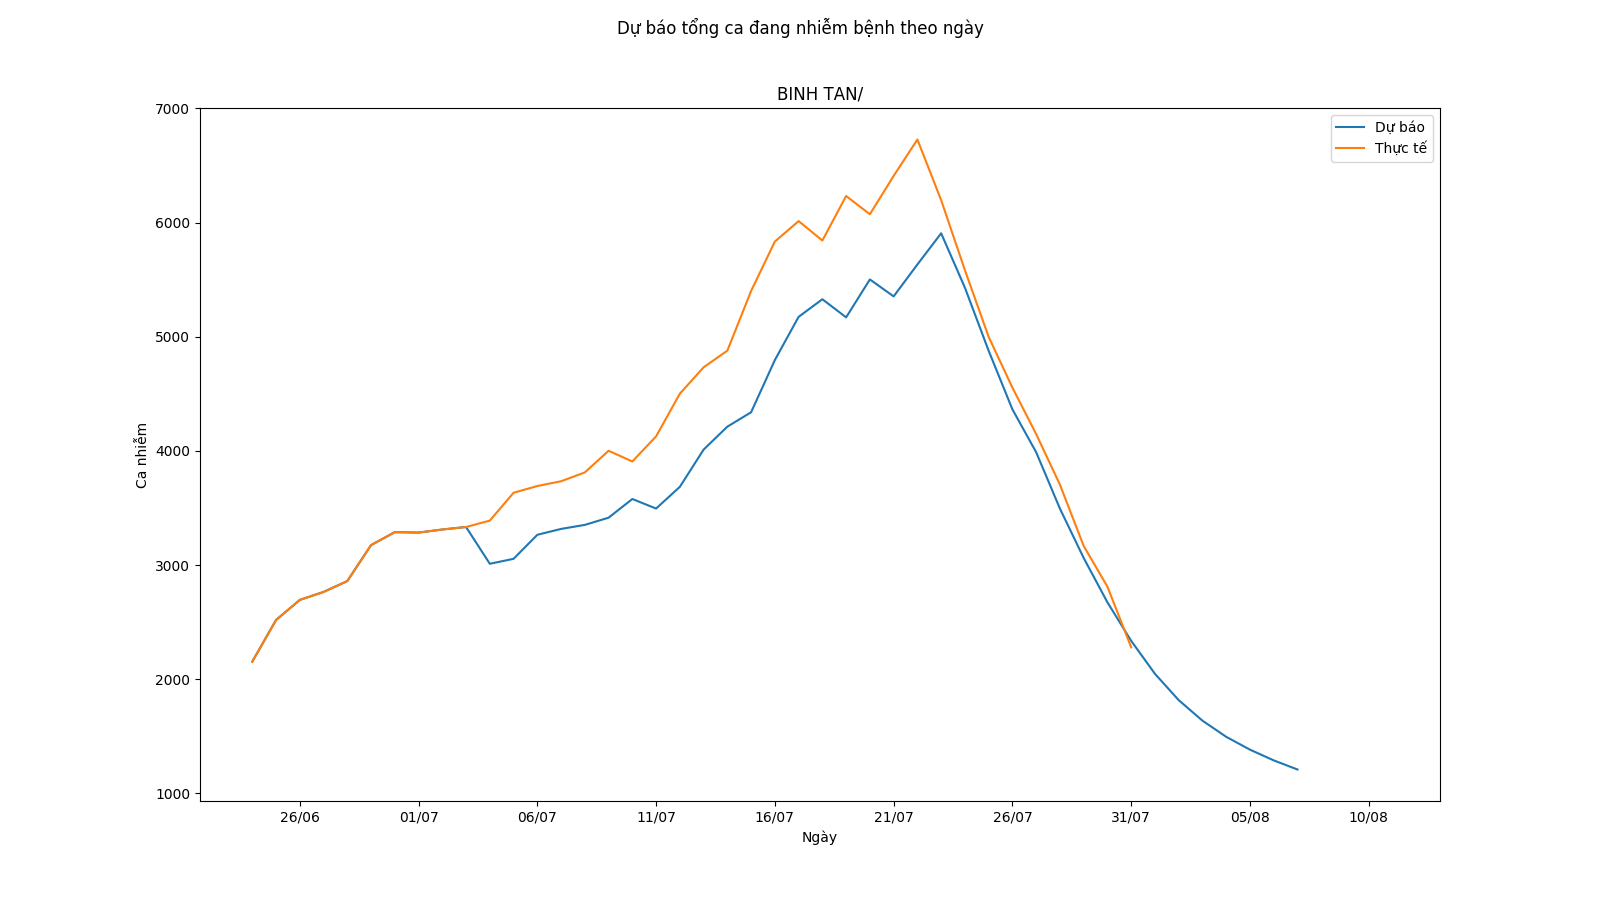 Dự báo tổng ca đang nhiễm bệnh theo ngày
BINH TAN/
Dự báo
Thực tế
Ca nhiễm
7000
6000
5000
4000
3000
2000
1000
26/06 01/07 06/07 11/07 16/07 21/07 26/07 31/07 05/08 10/08
Ngày